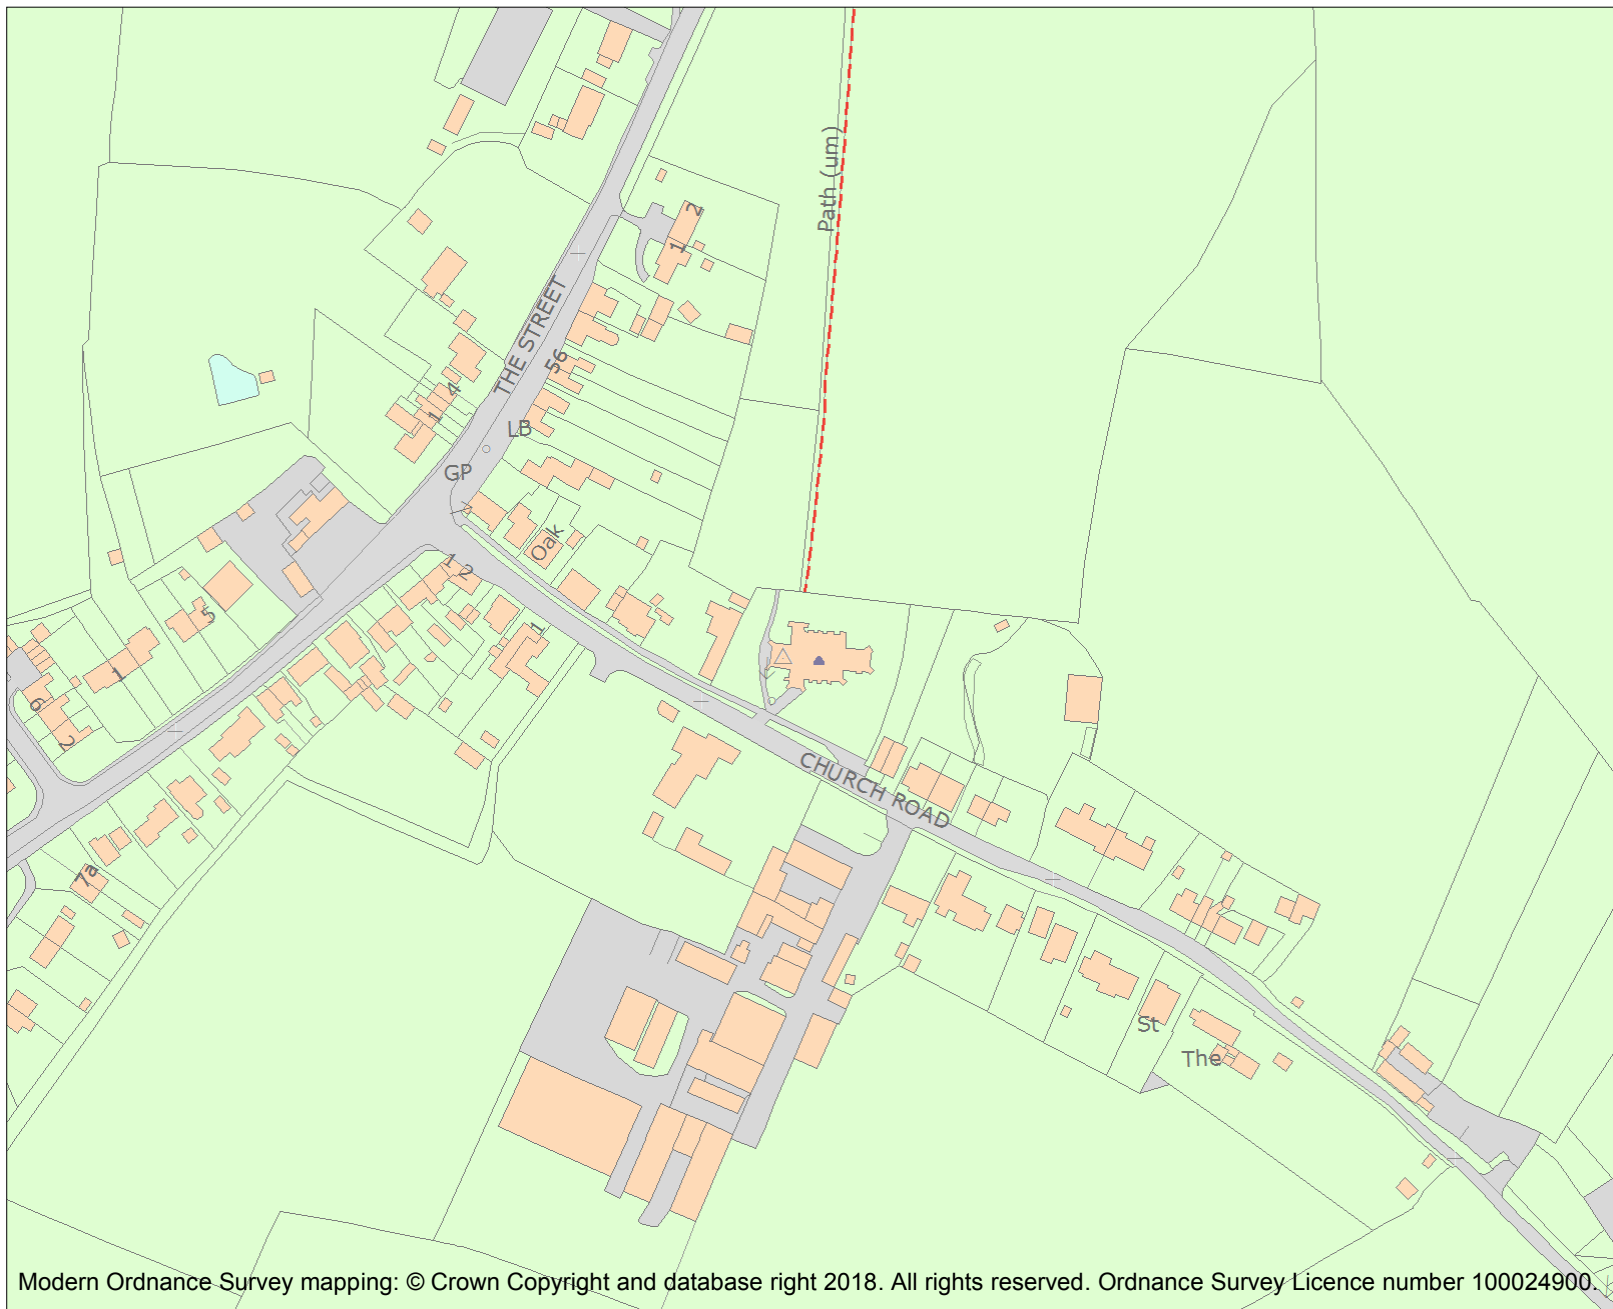 Path (um)
2
1
THE STREET
56
4
1
LB
GP
Oak
1 2
5
1
1
6
2
CHURCH ROAD
7a
St
The
Modern Ordnance Survey mapping: © Crown Copyright and database right 2018. All rights reserved. Ordnance Survey Licence number 100024900.